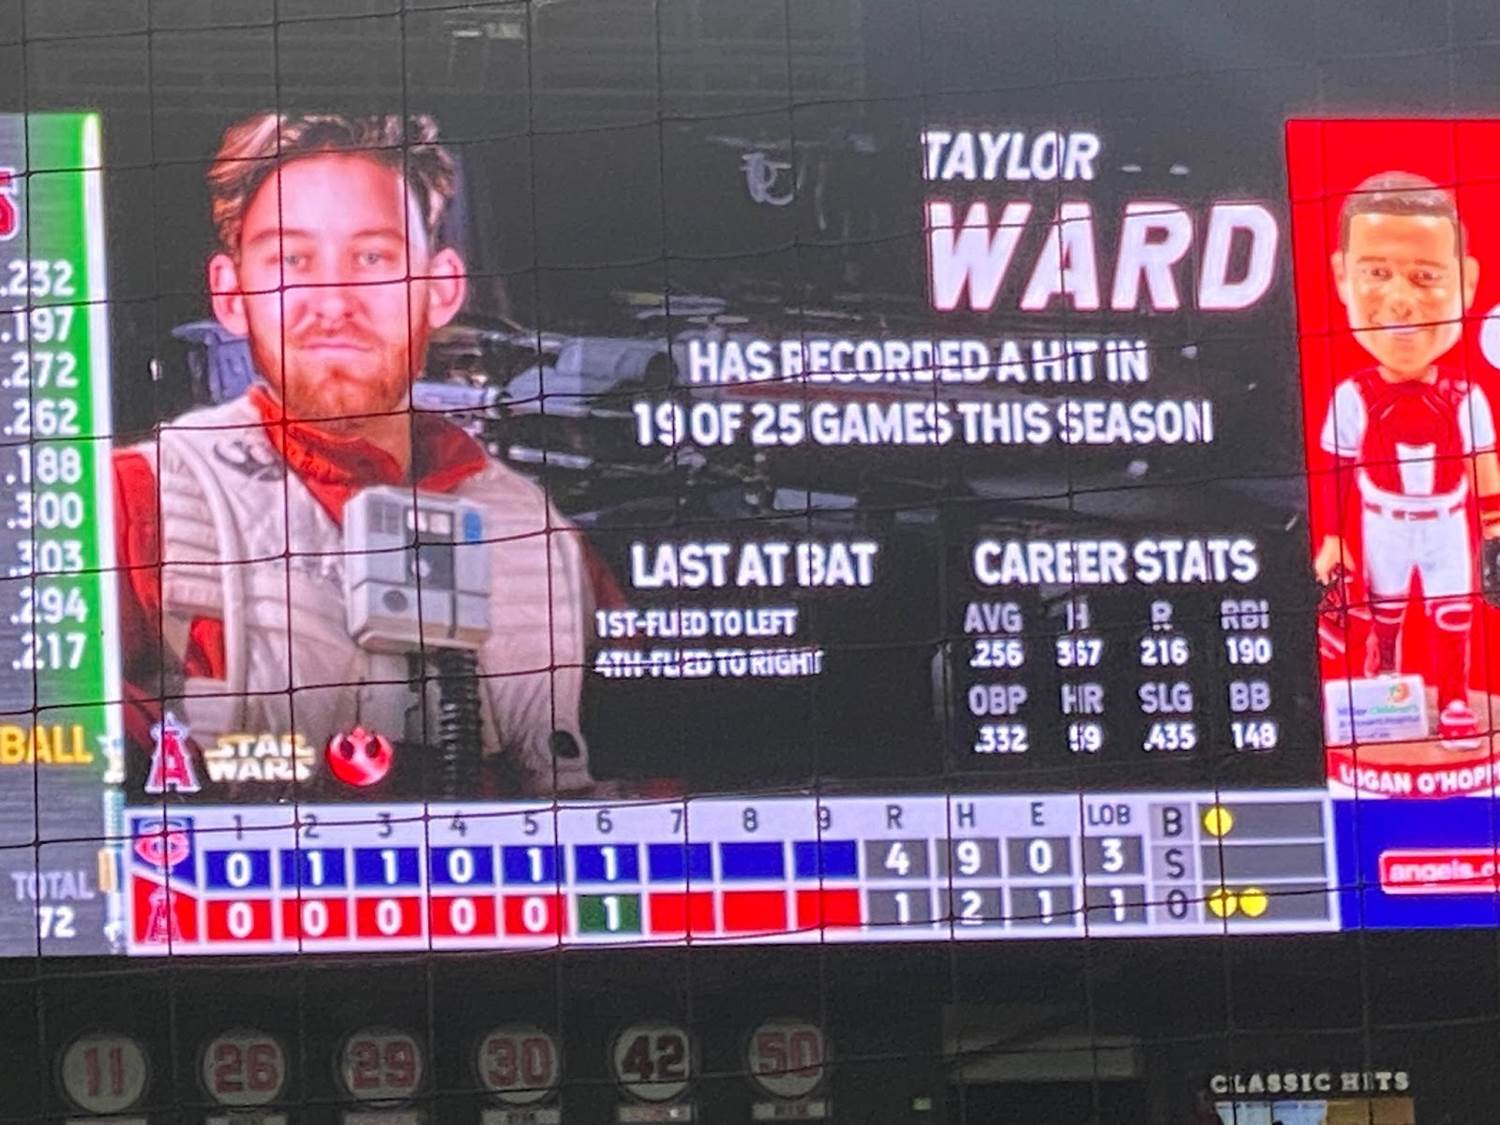 .232
.197
.272
.262
.188
.300
.303
.294
.217
BALL
TOTAL
72
TAYLOR
WARD
HAS RECORDED A HIT IN
19 OF 25 GAMES THIS SEASON
LAST AT BAT
1ST-FLIED TO LEFT
4TH-FLIED TO RIGHT
CAREER STATS
AVG H R RBI
.256 367 216 190
OBP HR SLG BB
.332 59 .435 148
A STAR WARS
LOGAN O'HOPP
1 2 3 4 5 6 7 8 9 R H E LOB B
0 1 1 0 1 1 4 9 0 3 S
0 0 0 0 0 1 1 2 1 1 O
angels.c
11 26 29 30 42 50
CLASSIC HITS